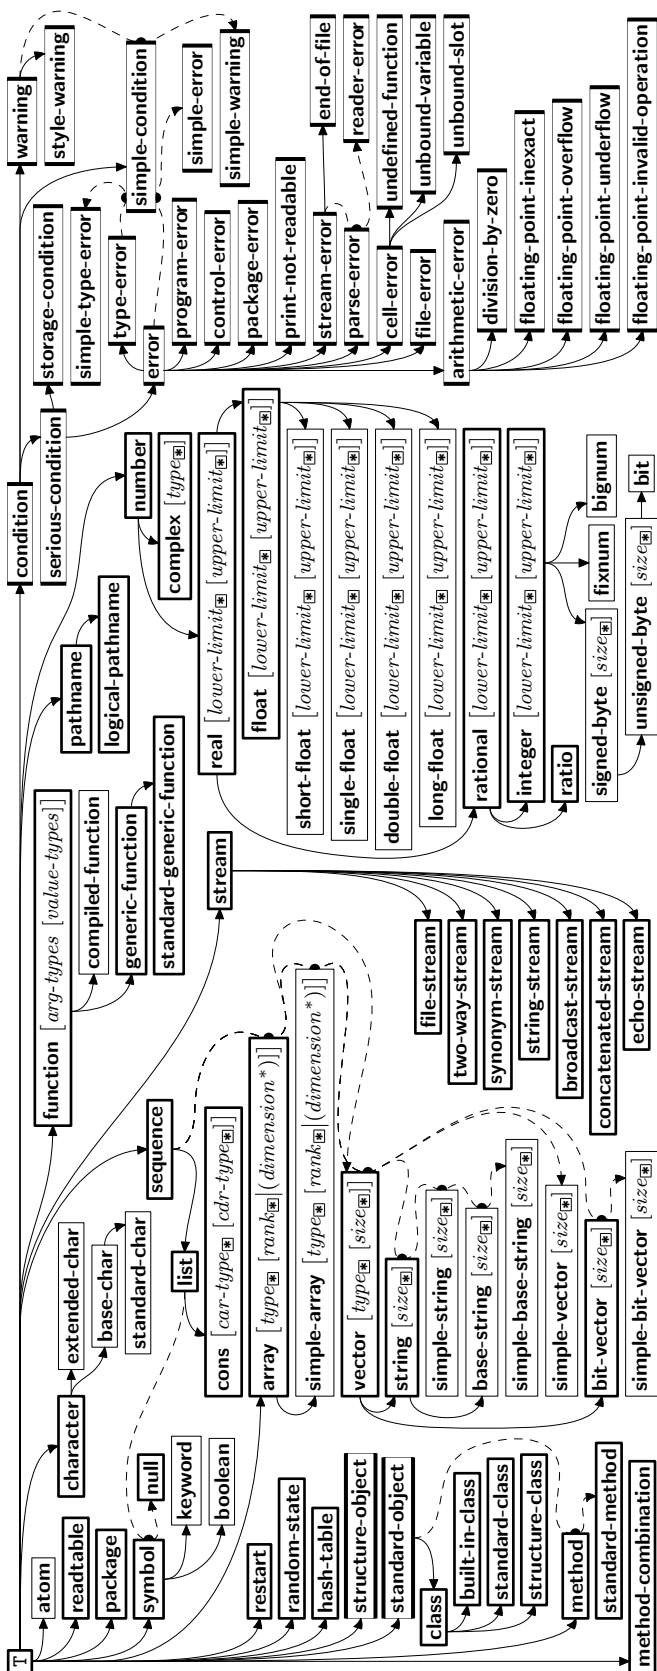 T
atom
readtable
package
symbol
null
keyword
boolean
restart
random-state
hash-table
structure-object
standard-object
class
built-in-class
standard-class
structure-class
method
standard-method
method-combination
character
extended-char
base-char
standard-char
sequence
list
cons [car-type* [cdr-type*]]
array [type* [rank*|(dimension*)]]
simple-array [type* [rank*|(dimension*)]]
vector [type* [size*]]
string [size*]
simple-string [size*]
base-string [size*]
simple-base-string [size*]
simple-vector [size*]
bit-vector [size*]
simple-bit-vector [size*]
function [arg-types [value-types]]
compiled-function
generic-function
standard-generic-function
stream
file-stream
two-way-stream
synonym-stream
string-stream
broadcast-stream
concatenated-stream
echo-stream
pathname
logical-pathname
number
complex [type*]
real [lower-limit* [upper-limit*]]
float [lower-limit* [upper-limit*]]
short-float [lower-limit* [upper-limit*]]
single-float [lower-limit* [upper-limit*]]
double-float [lower-limit* [upper-limit*]]
long-float [lower-limit* [upper-limit*]]
rational [lower-limit* [upper-limit*]]
integer [lower-limit* [upper-limit*]]
ratio
signed-byte [size*]
fixnum
bignum
unsigned-byte [size*]
bit
condition
serious-condition
storage-condition
simple-type-error
type-error
error
program-error
control-error
package-error
print-not-readable
stream-error
end-of-file
parse-error
reader-error
cell-error
undefined-function
unbound-variable
unbound-slot
file-error
arithmetic-error
division-by-zero
floating-point-inexact
floating-point-overflow
floating-point-underflow
floating-point-invalid-operation
warning
style-warning
simple-condition
simple-error
simple-warning